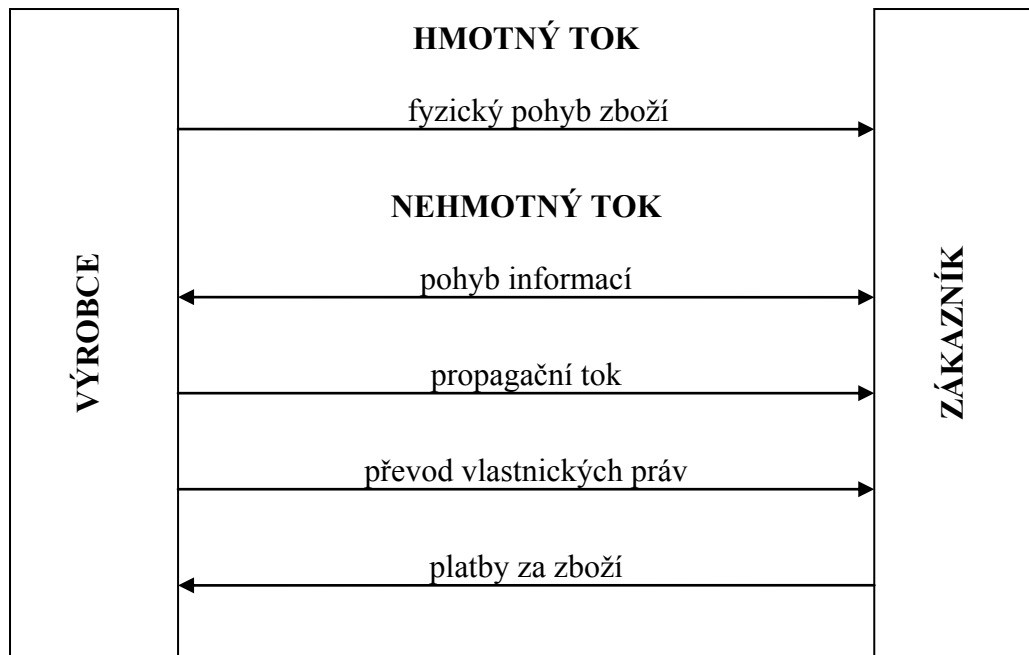 HMOTNÝ TOK
fyzický pohyb zboží
NEHMOTNÝ TOK
VÝROBCE
pohyb informací
ZÁKAZNÍK
propagační tok
převod vlastnických práv
platby za zboží